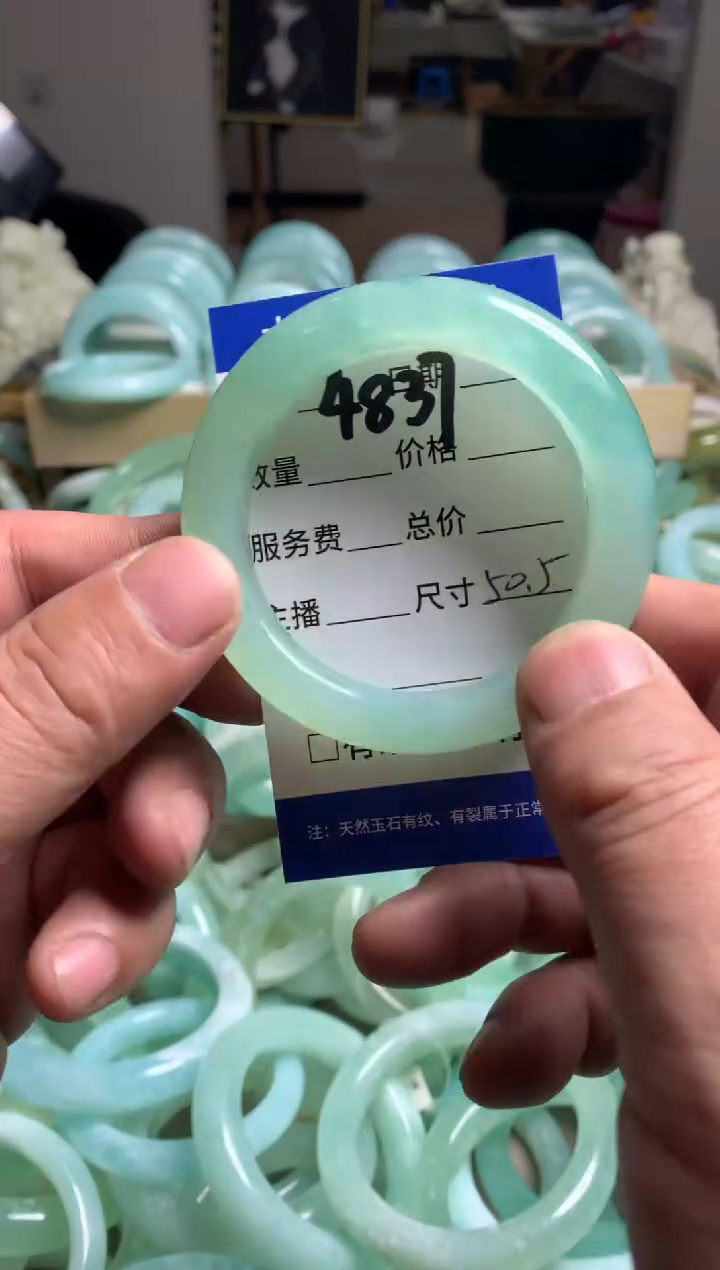 日期
4837
数量 价格
服务费 总价
主播 尺寸 50.5
注：天然玉石有纹、有裂属于正常